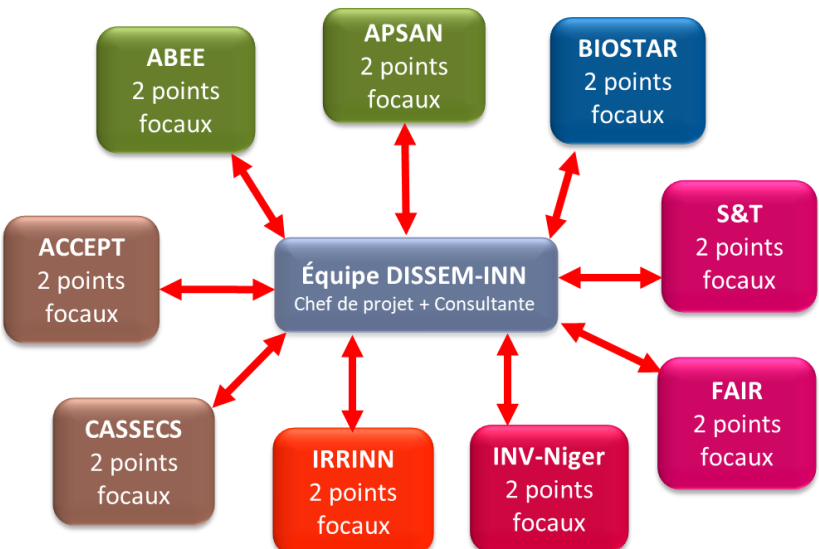 ABEE
2 points
focaux
APSAN
2 points
focaux
BIOSTAR
2 points
focaux
S&T
2 points
focaux
ACCEPT
2 points
focaux
Équipe DISSEM-INN
Chef de projet + Consultante
FAIR
2 points
focaux
CASSECS
2 points
focaux
IRRINN
2 points
focaux
INV-Niger
2 points
focaux